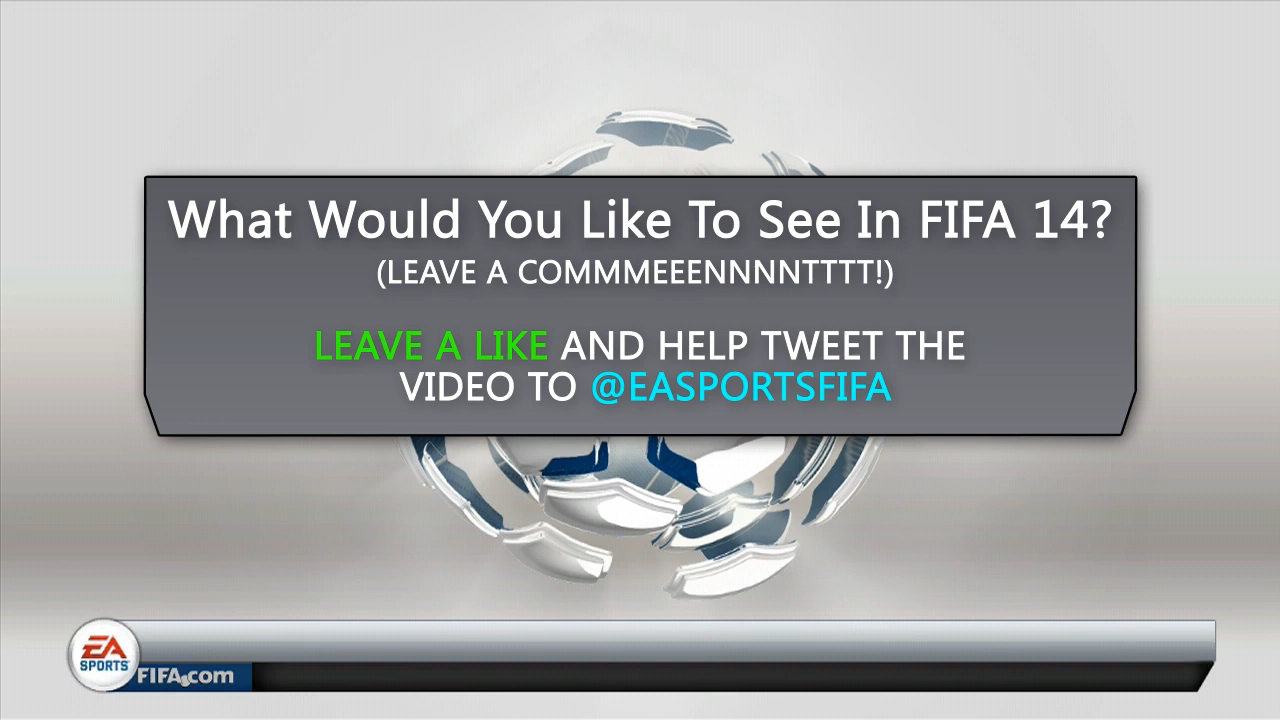 What Would You Like To See In FIFA 14?
(LEAVE A COMMMEEENNNNTTTT!)
LEAVE A LIKE AND HELP TWEET THE
VIDEO TO @EASPORTSFIFA
EA
SPORTS
FIFA.com